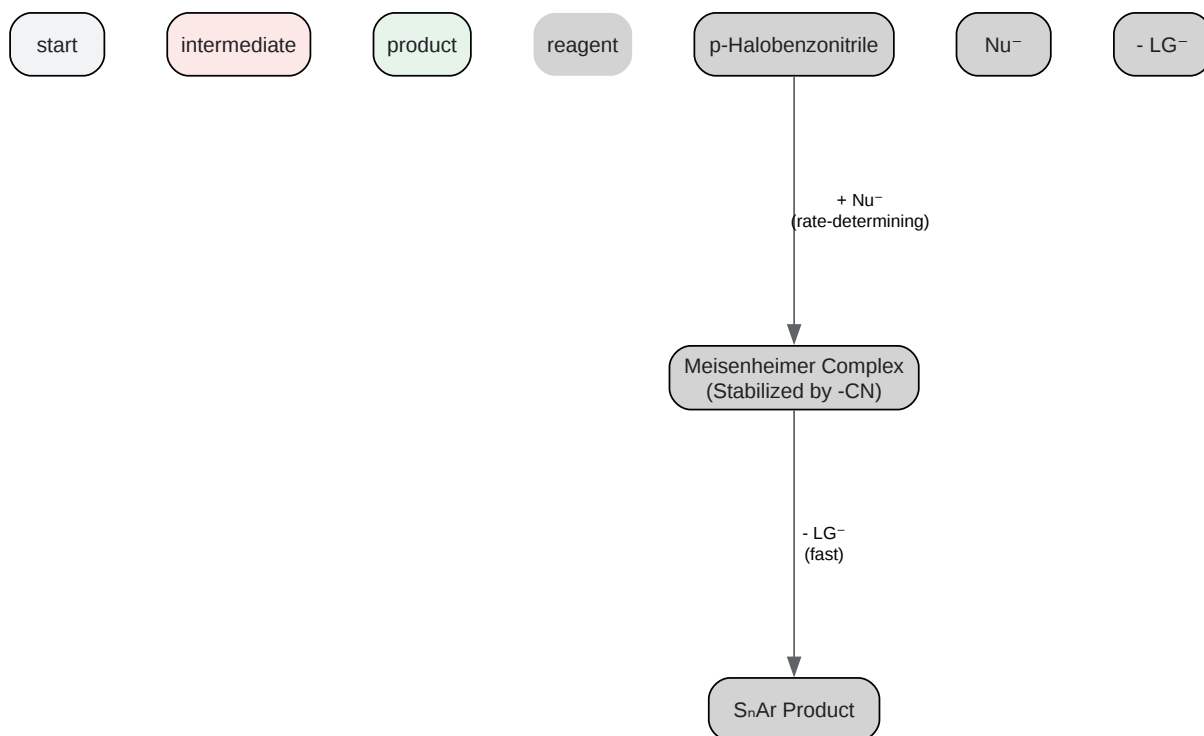 start
intermediate
product
reagent
p-Halobenzonitrile
Nu⁻
- LG⁻
+ Nu⁻
(rate-determining)
Meisenheimer Complex
(Stabilized by -CN)
- LG⁻
(fast)
SₙAr Product